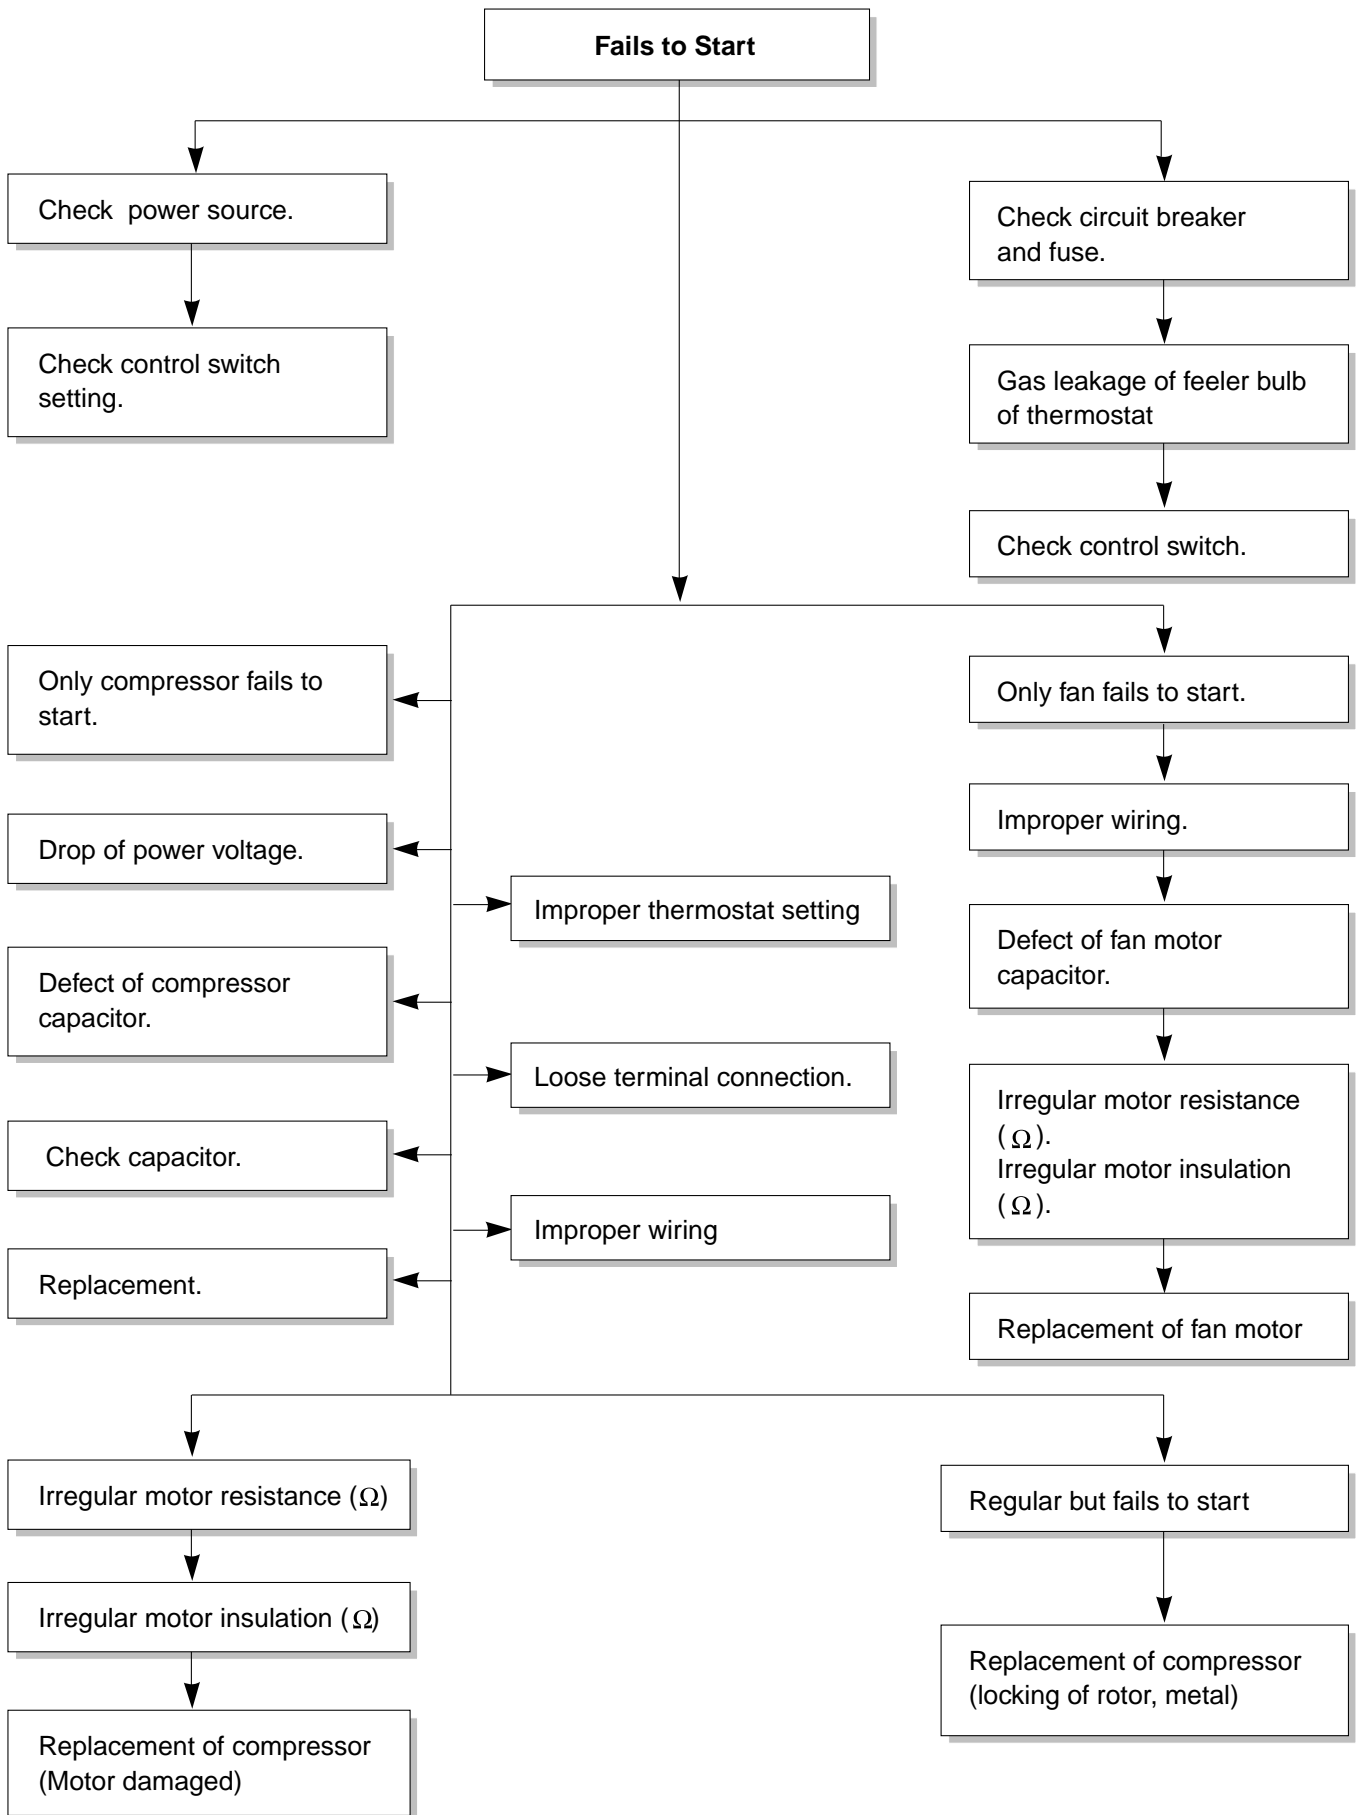 Fails to Start
Check power source.
Check control switch
setting.
Check circuit breaker
and fuse.
Gas leakage of feeler bulb
of thermostat
Check control switch.
Only compressor fails to
start.
Drop of power voltage.
Defect of compressor
capacitor.
Check capacitor.
Replacement.
Improper thermostat setting
Loose terminal connection.
Improper wiring
Only fan fails to start.
Improper wiring.
Defect of fan motor
capacitor.
Irregular motor resistance
(Ω).
Irregular motor insulation
(Ω).
Replacement of fan motor
Irregular motor resistance (Ω)
Irregular motor insulation (Ω)
Replacement of compressor
(Motor damaged)
Regular but fails to start
Replacement of compressor
(locking of rotor, metal)